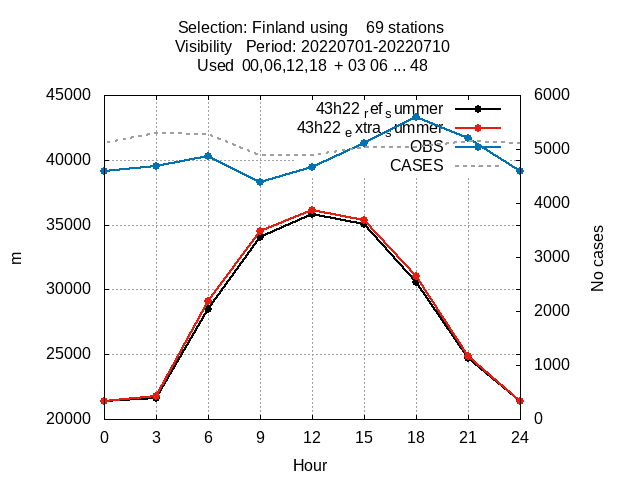 Selection: Finland using 69 stations
Visibility Period: 20220701-20220710
Used 00,06,12,18 + 03 06 ... 48
45000
40000
35000
30000
25000
20000
6000
5000
4000
3000
2000
1000
0
43h22 ref summer
43h22 extra summer
OBS
CASES
m
No cases
0 3 6 9 12 15 18 21 24
Hour